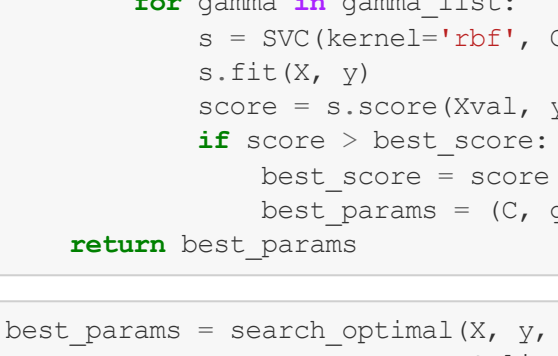 for gamma in gamma_list:
s = SVC(kernel='rbf',
s.fit(X, y)
score = s.score(Xval,
if score > best_score:
best_score = score
best_params = (C,
return best_params
best_params = search_optimal(X, y,